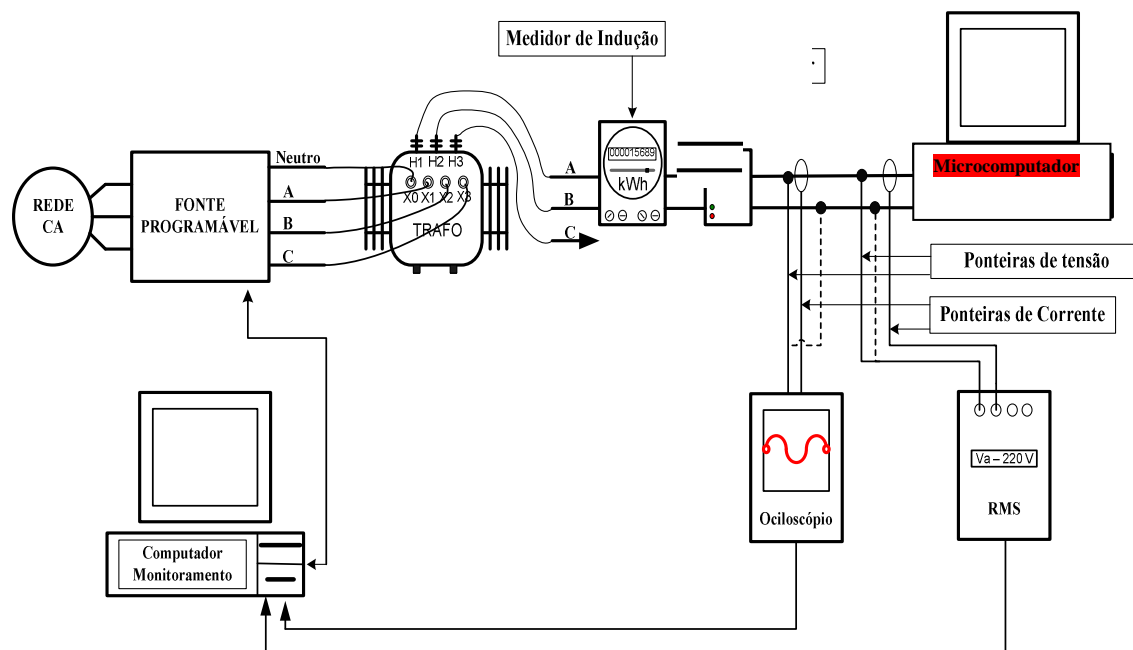 Medidor de Indução
REDE
CA
FONTE
PROGRAMÁVEL
Neutro
A
B
C
H1 H2 H3
X0 X1 X2 X3
TRAFO
A
B
C
000015689
kWh
Microcomputador
Ponteiras de tensão
Ponteiras de Corrente
Ociloscópio
Va – 220 V
RMS
Computador
Monitoramento